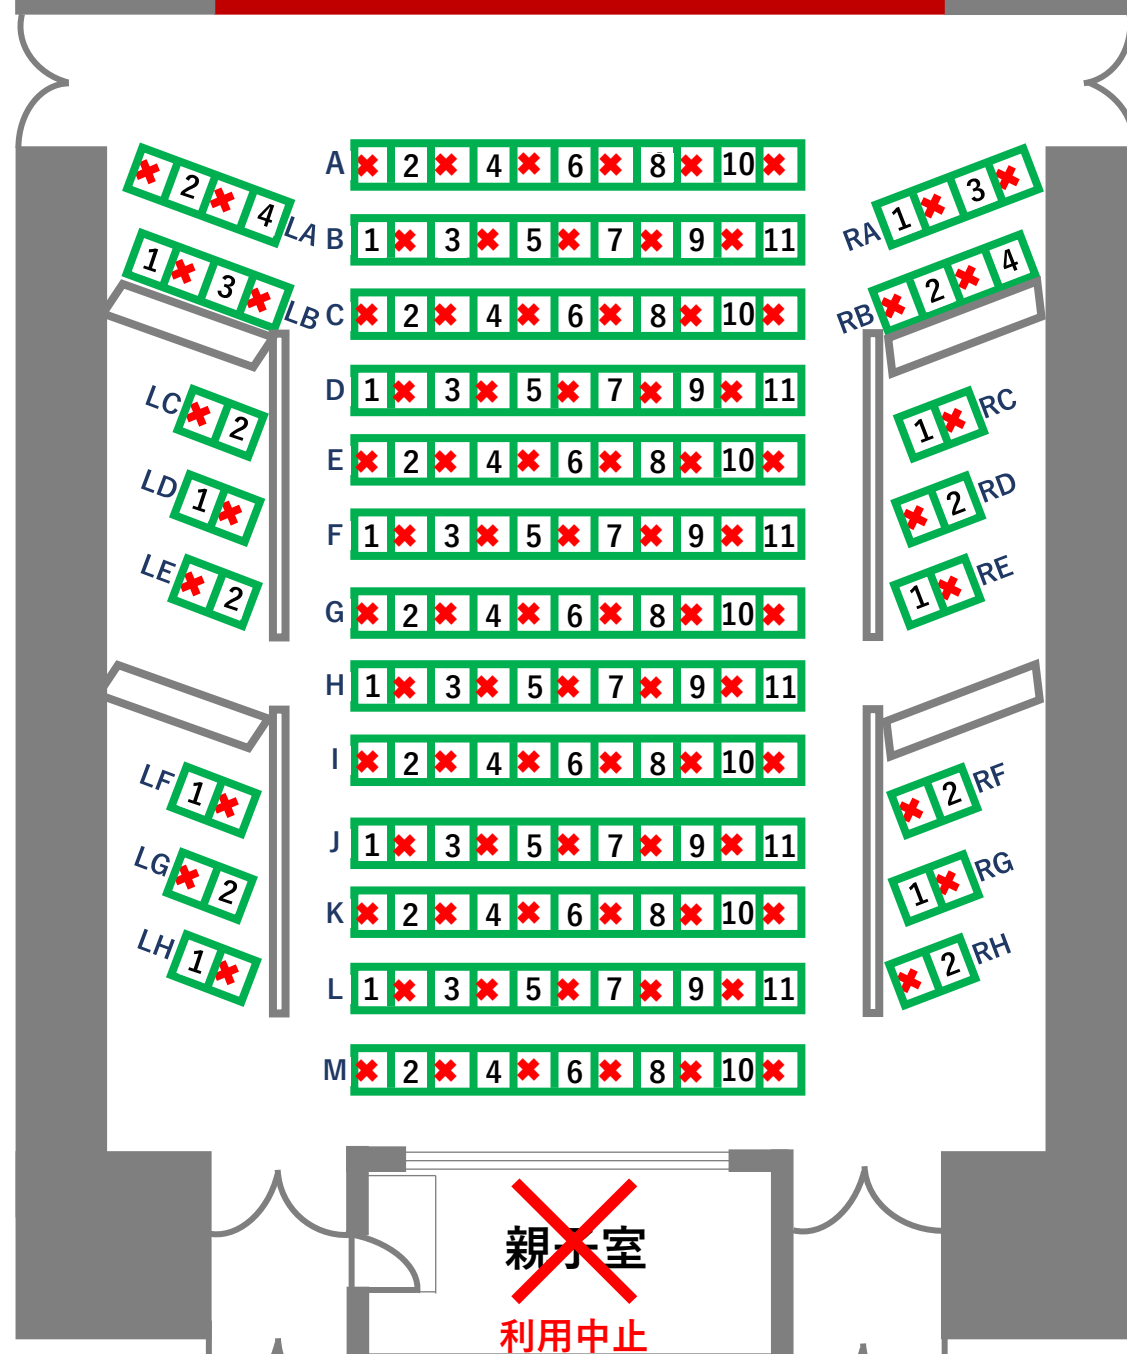 A 2 4 6 8 10
2 4 LA
1 3 RA
B 1 3 5 7 9 11
1 3 LB
2 4 RB
C 2 4 6 8 10
D 1 3 5 7 9 11
LC 2
1 RC
E 2 4 6 8 10
LD 1
2 RD
F 1 3 5 7 9 11
LE 2
1 RE
G 2 4 6 8 10
H 1 3 5 7 9 11
I 2 4 6 8 10
LF 1
2 RF
J 1 3 5 7 9 11
LG 2
1 RG
K 2 4 6 8 10
LH 1
2 RH
L 1 3 5 7 9 11
M 2 4 6 8 10
親子室
利用中止